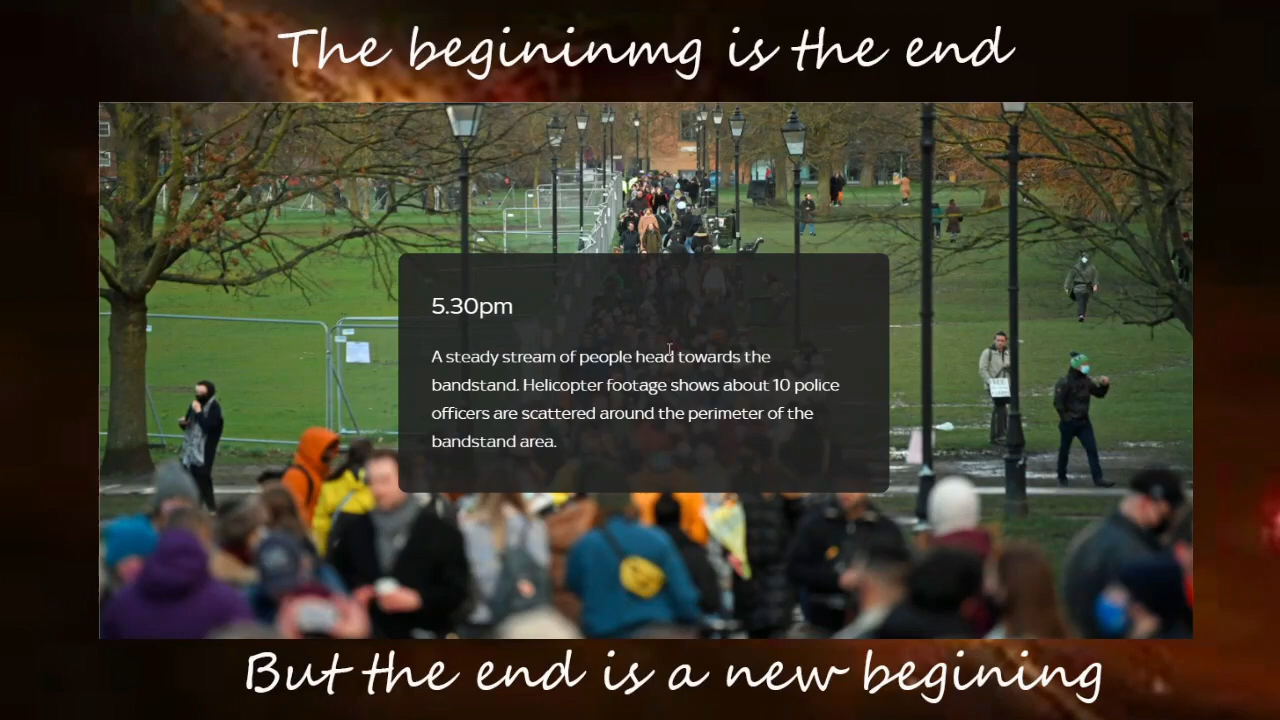 The begininmg is the end
5.30pm
A steady stream of people head towards the
bandstand. Helicopter footage shows about 10 police
officers are scattered around the perimeter of the
bandstand area.
But the end is a new begining